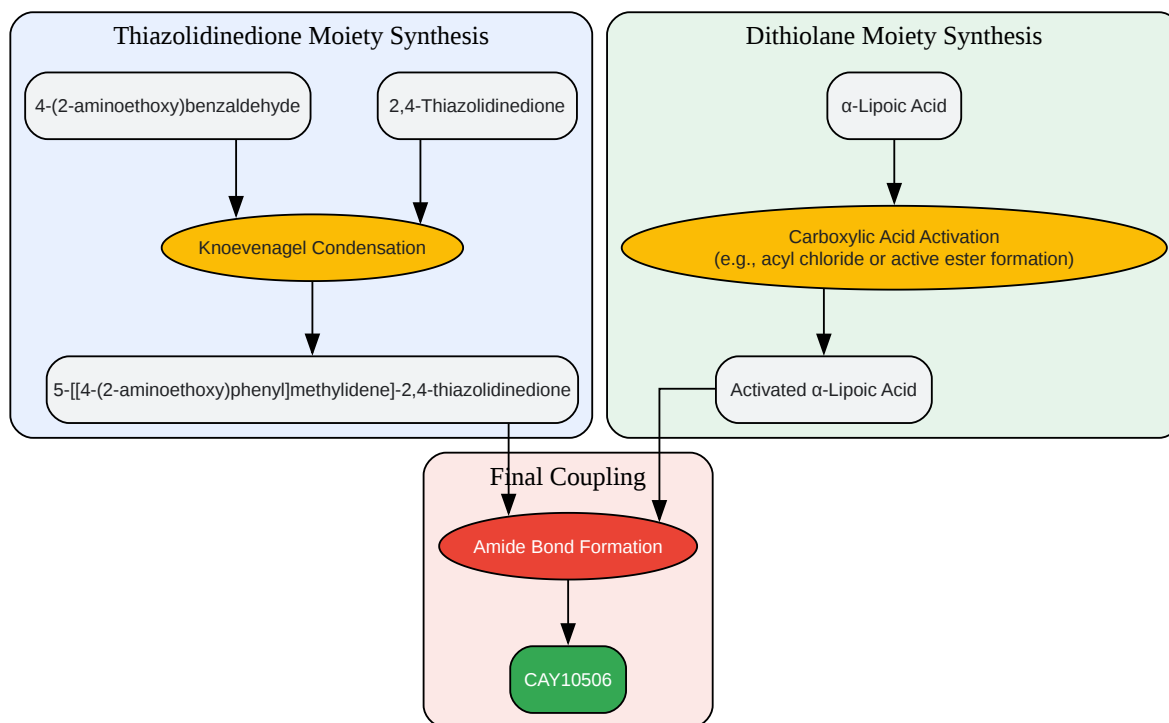 Thiazolidinedione Moiety Synthesis
4-(2-aminoethoxy)benzaldehyde
2,4-Thiazolidinedione
Knoevenagel Condensation
5-[[4-(2-aminoethoxy)phenyl]methylidene]-2,4-thiazolidinedione
Dithiolane Moiety Synthesis
α-Lipoic Acid
Carboxylic Acid Activation
(e.g., acyl chloride or active ester formation)
Activated α-Lipoic Acid
Final Coupling
Amide Bond Formation
CAY10506